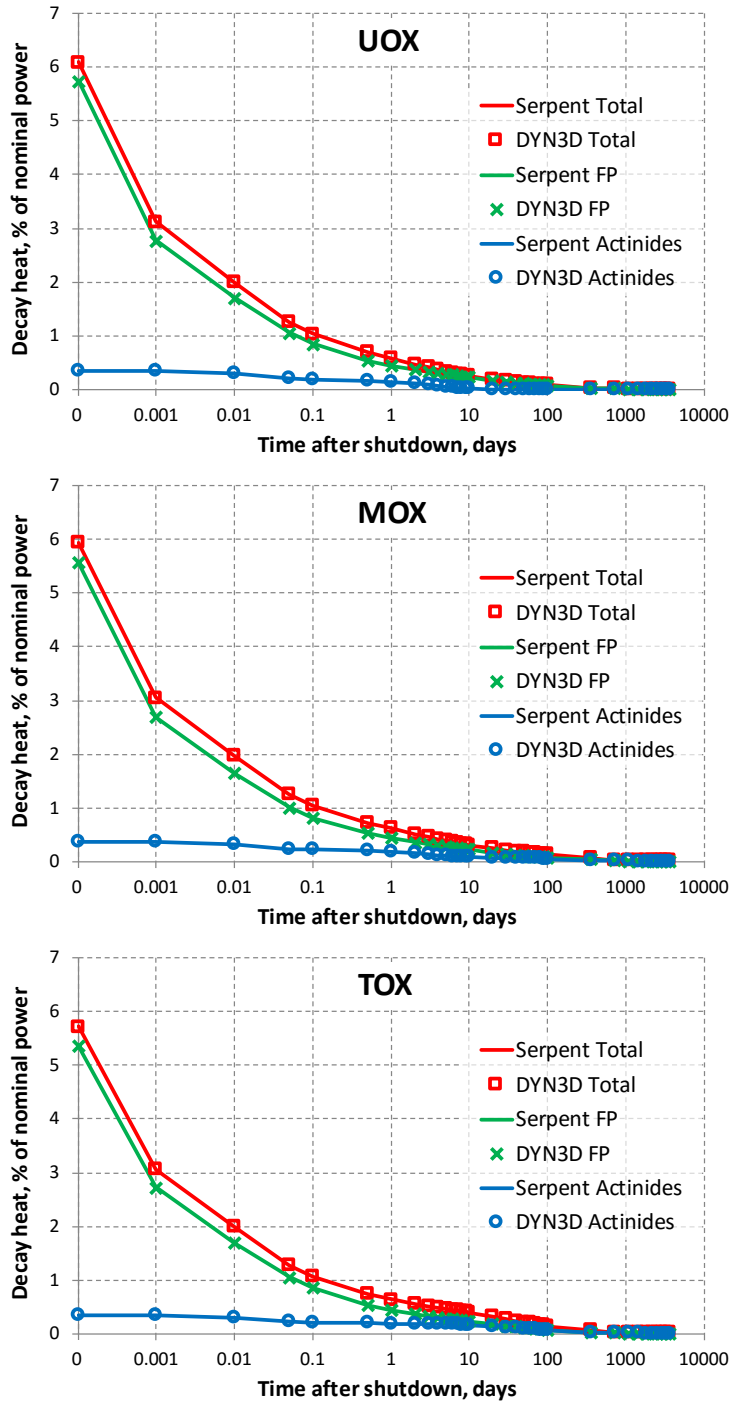 UOX
7
6
5
4
3
2
1
0
Decay heat, % of nominal power
Serpent Total
DYN3D Total
Serpent FP
DYN3D FP
Serpent Actinides
DYN3D Actinides
0 0.001 0.01 0.1 1 10 100 1000 10000
Time after shutdown, days
MOX
7
6
5
4
3
2
1
0
Decay heat, % of nominal power
Serpent Total
DYN3D Total
Serpent FP
DYN3D FP
Serpent Actinides
DYN3D Actinides
0 0.001 0.01 0.1 1 10 100 1000 10000
Time after shutdown, days
TOX
7
6
5
4
3
2
1
0
Decay heat, % of nominal power
Serpent Total
DYN3D Total
Serpent FP
DYN3D FP
Serpent Actinides
DYN3D Actinides
0 0.001 0.01 0.1 1 10 100 1000 10000
Time after shutdown, days